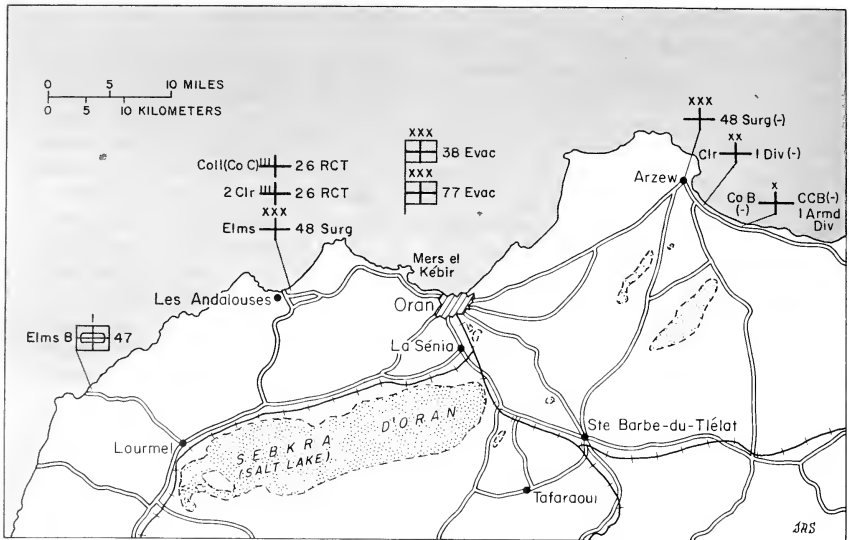 0 5 10 MILES
0 5 10 KILOMETERS
XXX
48 Surg (-)
XX
Clr 1 Div (-)
X
Co B (-) CCB (-) 1 Armd Div
Coll (Co C) III 26 RCT
2 Clr III 26 RCT
XXX
Elms 48 Surg
XXX
38 Evac
XXX
77 Evac
Arzew
Mers el Kébir
Oran
Les Andalouses
I
Elms B 47
La Sénia
Lourmel
SEBKRA D'ORAN
(SALT LAKE)
Ste Barbe-du-Tlélat
Tafaraoui